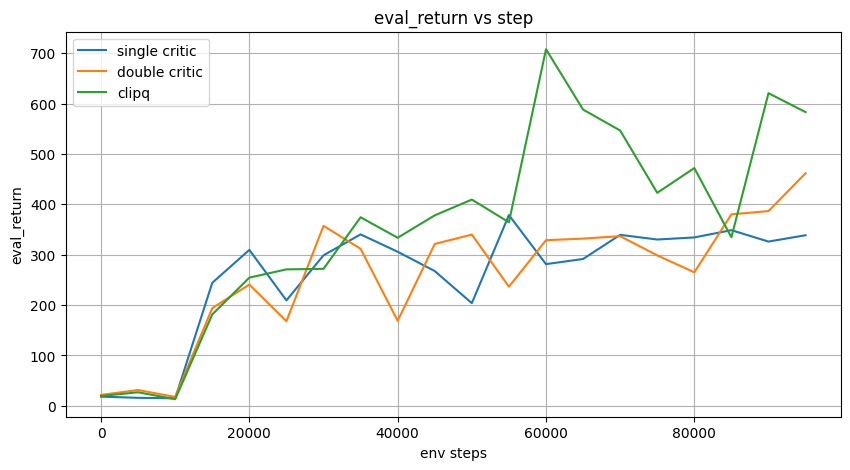 eval_return vs step
single critic
double critic
clipq
eval_return
700
600
500
400
300
200
100
0
0 20000 40000 60000 80000
env steps